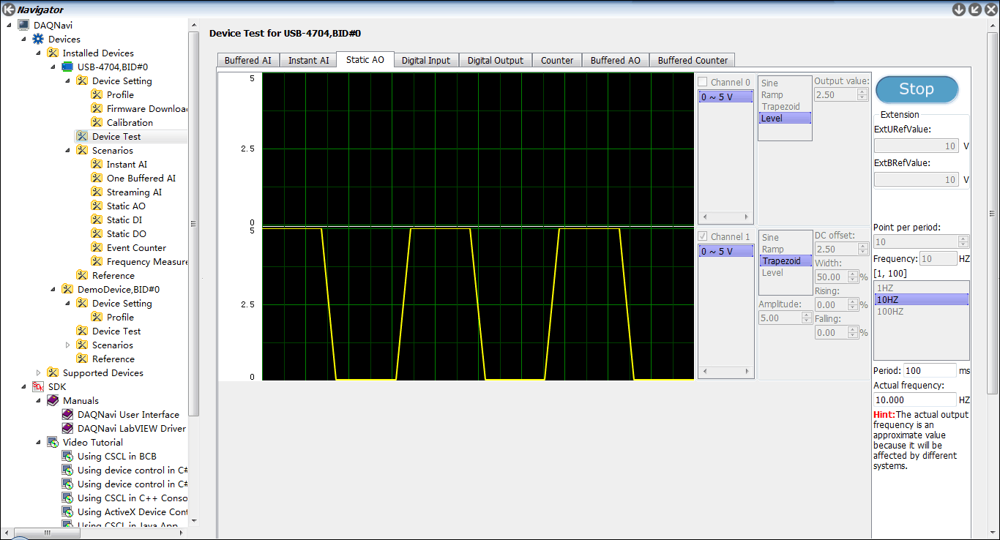 Navigator
DAQNavi
Devices
Installed Devices
USB-4704,BID#0
Device Setting
Profile
Firmware Downloa
Calibration
Device Test
Scenarios
Instant AI
One Buffered AI
Streaming AI
Static AO
Static DI
Static DO
Event Counter
Frequency Measure
Reference
DemoDevice,BID#0
Device Setting
Profile
Device Test
Scenarios
Reference
Supported Devices
SDK
Manuals
DAQNavi User Interface
DAQNavi LabVIEW Driver
Video Tutorial
Using CSCL in BCB
Using device control in C#
Using device control in C#
Using CSCL in C++ Conso
Using ActiveX Device Cont
Using CSCL in Java App
Device Test for USB-4704,BID#0
Buffered AI Instant AI Static AO Digital Input Digital Output Counter Buffered AO Buffered Counter
5
2.5
0
5
2.5
0
Channel 0
0 ~ 5 V
Sine
Ramp
Trapezoid
Level
Output value:
2.50
Channel 1
0 ~ 5 V
Sine
Ramp
Trapezoid
Level
Amplitude:
5.00
DC offset:
2.50
Width:
50.00 %
Rising:
0.00 %
Falling:
0.00 %
Stop
Extension
ExtURefValue:
10 V
ExtBRefValue:
10 V
Point per period:
10
Frequency: 10 HZ
[1, 100]
1HZ
10HZ
100HZ
Period: 100 ms
Actual frequency:
10.000 HZ
Hint:The actual output
frequency is an
approximate value
because it will be
affected by different
systems.